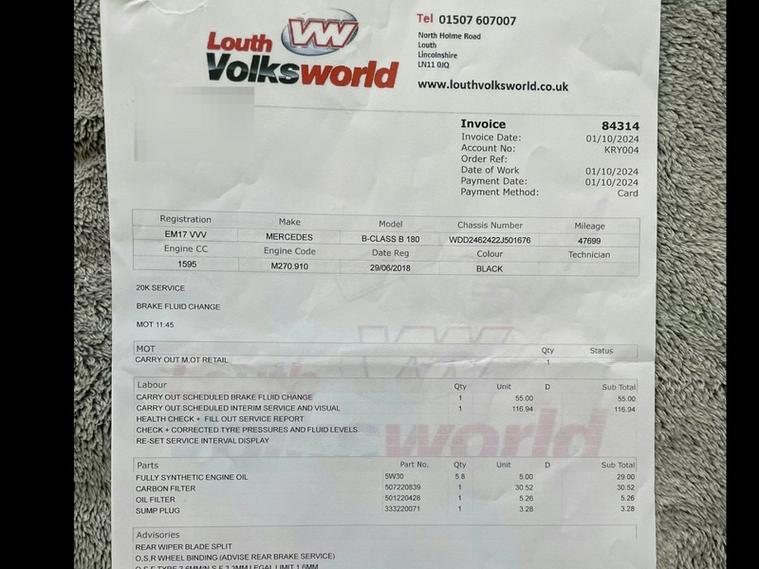 Louth VW
Volksworld
Tel 01507 607007
North Holme Road
Louth
Lincolnshire
LN11 0JQ
www.louthvolksworld.co.uk
Invoice 84314
Invoice Date: 01/10/2024
Account No: KRY004
Order Ref:
Date of Work 01/10/2024
Payment Date: 01/10/2024
Payment Method: Card
Registration Make Model Chassis Number Mileage
EM17 VVV MERCEDES B-CLASS B 180 WDD2462422J501676 47699
Engine CC Engine Code Date Reg Colour Technician
1595 M270.910 29/06/2018 BLACK
20K SERVICE
BRAKE FLUID CHANGE
MOT 11:45
MOT Qty Status
CARRY OUT M.OT RETAIL 1
Labour Qty Unit D Sub Total
CARRY OUT SCHEDULED BRAKE FLUID CHANGE 1 55.00 55.00
CARRY OUT SCHEDULED INTERIM SERVICE AND VISUAL 1 116.94 116.94
HEALTH CHECK + FILL OUT SERVICE REPORT
CHECK + CORRECTED TYRE PRESSURES AND FLUID LEVELS.
RE-SET SERVICE INTERVAL DISPLAY
Parts Part No. Qty Unit D Sub Total
FULLY SYNTHETIC ENGINE OIL 5W30 5.8 5.00 29.00
CARBON FILTER 507220839 1 30.52 30.52
OIL FILTER 501220428 1 5.26 5.26
SUMP PLUG 333220071 1 3.28 3.28
Advisories
REAR WIPER BLADE SPLIT
O,S,R WHEEL BINDING (ADVISE REAR BRAKE SERVICE)
LEGAL LIMIT 1.6MM